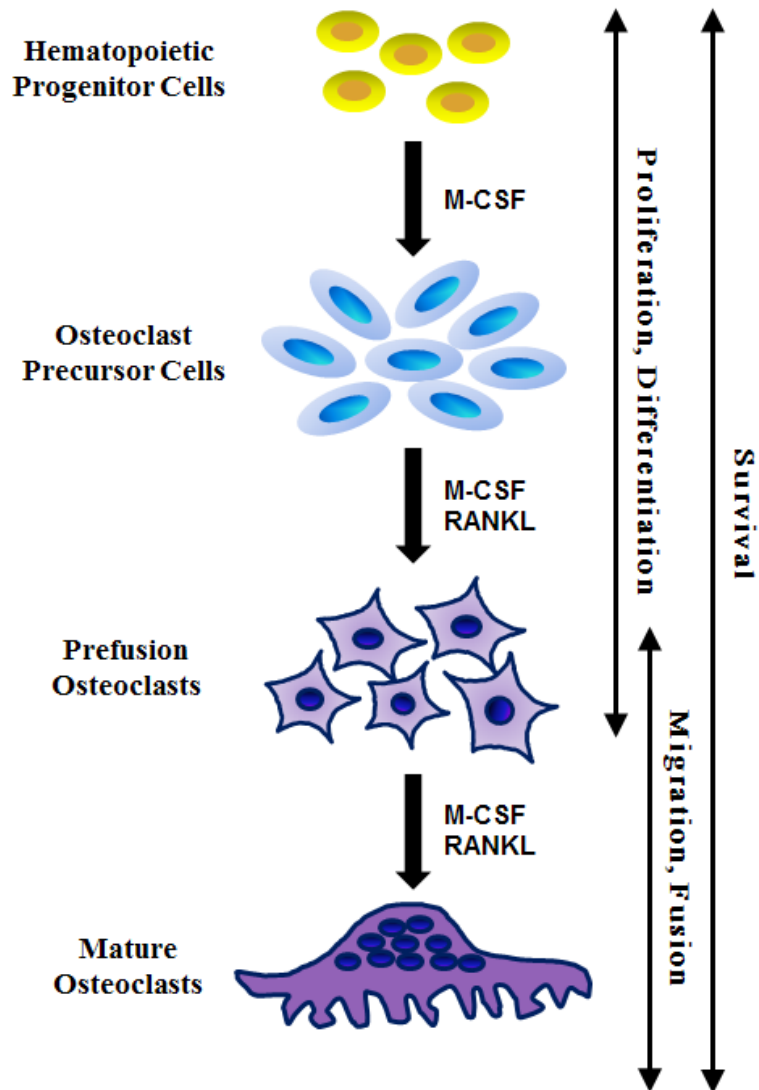 Hematopoietic
Progenitor Cells
M-CSF
Osteoclast
Precursor Cells
M-CSF
RANKL
Prefusion
Osteoclasts
M-CSF
RANKL
Mature
Osteoclasts
Proliferation, Differentiation
Migration, Fusion
Survival